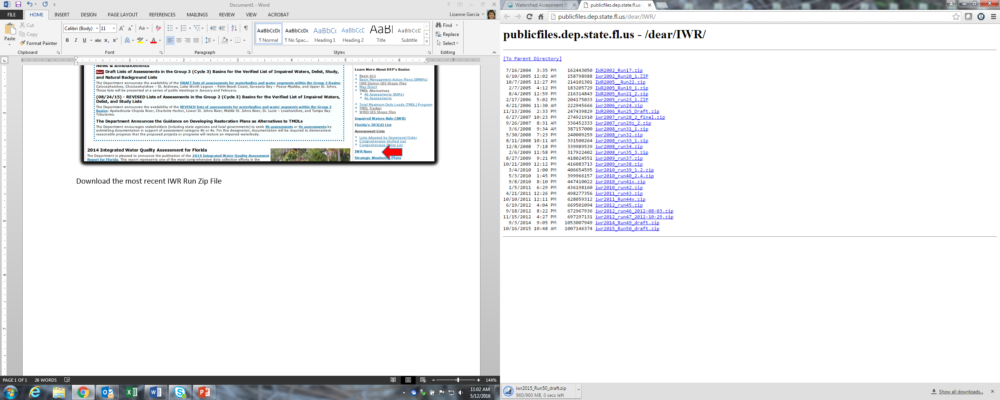 Document1 - Word
FILE HOME INSERT DESIGN PAGE LAYOUT REFERENCES MAILINGS REVIEW VIEW ACROBAT
Lizanne Garcia
Paste
Cut
Copy
Format Painter
Clipboard
Calibri (Body) 11
Font
Paragraph
AaBbCcDc AaBbCcDc AaBbCc AaBbCcD AaBl AaBbCcD
¶ Normal ¶ No Spac... Heading 1 Heading 2 Title Subtitle
Styles
Find
Replace
Select
Editing
News & Announcements
New! Draft Lists of Assessments in the Group 3 (Cycle 3) Basins for the Verified List of Impaired Waters, Delist, Study,
and Natural Background Lists
The Department announces the availability of the DRAFT lists of assessments for waterbodies and water segments within the Group 3 Basins:
Caloosahatchee, Choctawhatchee – St. Andrews, Lake Worth Lagoon – Palm Beach Coast, Sarasota Bay – Peace Myakka, and Upper St. Johns.
These lists will be presented at a series of public meetings in January and February.
(08/24/15) - REVISED Lists of Assessments in the Group 2 (Cycle 3) Basins for the Verified List of Impaired Waters,
Delist, and Study Lists
The Department announces the availability of the REVISED lists of assessments for waterbodies and water segments within the Group 2
Basins: Apalachicola-Chipola River, Charlotte Harbor, Lower St. Johns River, Middle St. Johns River, St. Lucie – Loxahatchee, and Tampa Bay
Tributaries.
The Department Announces the Guidance on Developing Restoration Plans as Alternatives to TMDLs
The Department encourages stakeholders (including state agencies and local governments) to seek 4b assessments or 4e assessments by
submitting documentation in support of assessment category 4b or 4e. For this designation, documentation will be required to demonstrate
reasonable progress that the proposed projects or programs will restore an impaired waterbody.
2014 Integrated Water Quality Assessment for Florida
The Department is pleased to announce the publication of the 2014 Integrated Water Quality Assessment
Report for Florida. This report represents one of the most comprehensive data collection efforts in the
Learn More About DEP's Basins
Basin 411
Basin Management Action Plans (BMAPs)
IWR Station GIS Shape Files
Map Direct
TMDL Alternatives
4b Assessments (RAPs)
4e Assessments
Total Maximum Daily Loads (TMDL) Program
TMDL Tracker
WBID GIS Shape Files
Impaired Waters Rule (IWR)
Florida's 303(d) List
Assessment Lists
Lists Adopted by Secretarial Order
Comprehensive Verified List
Comprehensive Delist List
IWR Runs
Strategic Monitoring Plans
Download the most recent IWR Run Zip File
PAGE 1 OF 1 26 WORDS
144%
11:02 AM
5/12/2016
Watershed Assessment P
publicfiles.dep.state.fl.us -
publicfiles.dep.state.fl.us/dear/IWR/
publicfiles.dep.state.fl.us - /dear/IWR/
[To Parent Directory]
7/16/2004 3:35 PM 162443050 IWR2002_Run17.zip
6/10/2005 12:02 AM 158798988 iwr2002_Run20_1.ZIP
10/7/2005 12:27 PM 214101301 IWR2005__Run22.zip
2/7/2005 4:12 PM 183205729 IWR2005_Run19_1.zip
8/4/2005 12:59 PM 216314843 IWR2005_Run21_2.zip
2/17/2006 5:02 PM 204175033 iwr2005_run23_1.ZIP
4/21/2006 11:30 AM 222945666 iwr2006_run24.zip
11/13/2006 2:33 PM 247439829 IWR2006_Run25_Draft.zip
6/27/2007 10:23 PM 274921910 iwr2007_run28_2_final.zip
9/26/2007 8:31 AM 336452333 iwr2007_run29z_2.zip
3/6/2008 9:34 AM 387157000 iwr2008_run31_1.zip
5/30/2008 7:23 PM 240009259 iwr2008_run32.zip
8/11/2008 10:11 AM 331500264 iwr2008_run33_1.zip
12/8/2008 7:18 PM 339989539 iwr2008_run34.zip
2/6/2009 11:58 PM 317922402 iwr2008_run35_3.zip
8/27/2009 9:21 PM 418024551 iwr2009_run37.zip
10/21/2009 12:12 PM 416083713 iwr2009_run38.zip
3/4/2010 1:00 PM 406654595 iwr2010_run39_1.2.zip
5/3/2010 1:45 PM 399966157 iwr2010_run40_2.4.zip
9/8/2010 8:10 PM 447410022 iwr2010_run41x.zip
1/5/2011 6:29 PM 436198160 iwr2010_run42.zip
4/21/2011 12:26 PM 498277356 iwr2011_run43.zip
10/10/2011 12:11 PM 628059312 iwr2011_Run44x.zip
6/19/2012 4:04 PM 669501094 iwr2012_run45.zip
9/18/2012 8:22 PM 672967936 iwr2012_run46_2012-08-03.zip
11/15/2012 4:27 PM 697297131 iwr2012_run47_2012-10-29.zip
9/3/2014 9:05 PM 1053007949 iwr2014_Run49_draft.zip
10/16/2015 10:48 AM 1007146374 iwr2015_Run50_draft.zip
iwr2015_Run50_draft.zip
960/960 MB, 0 secs left
Show all downloads...